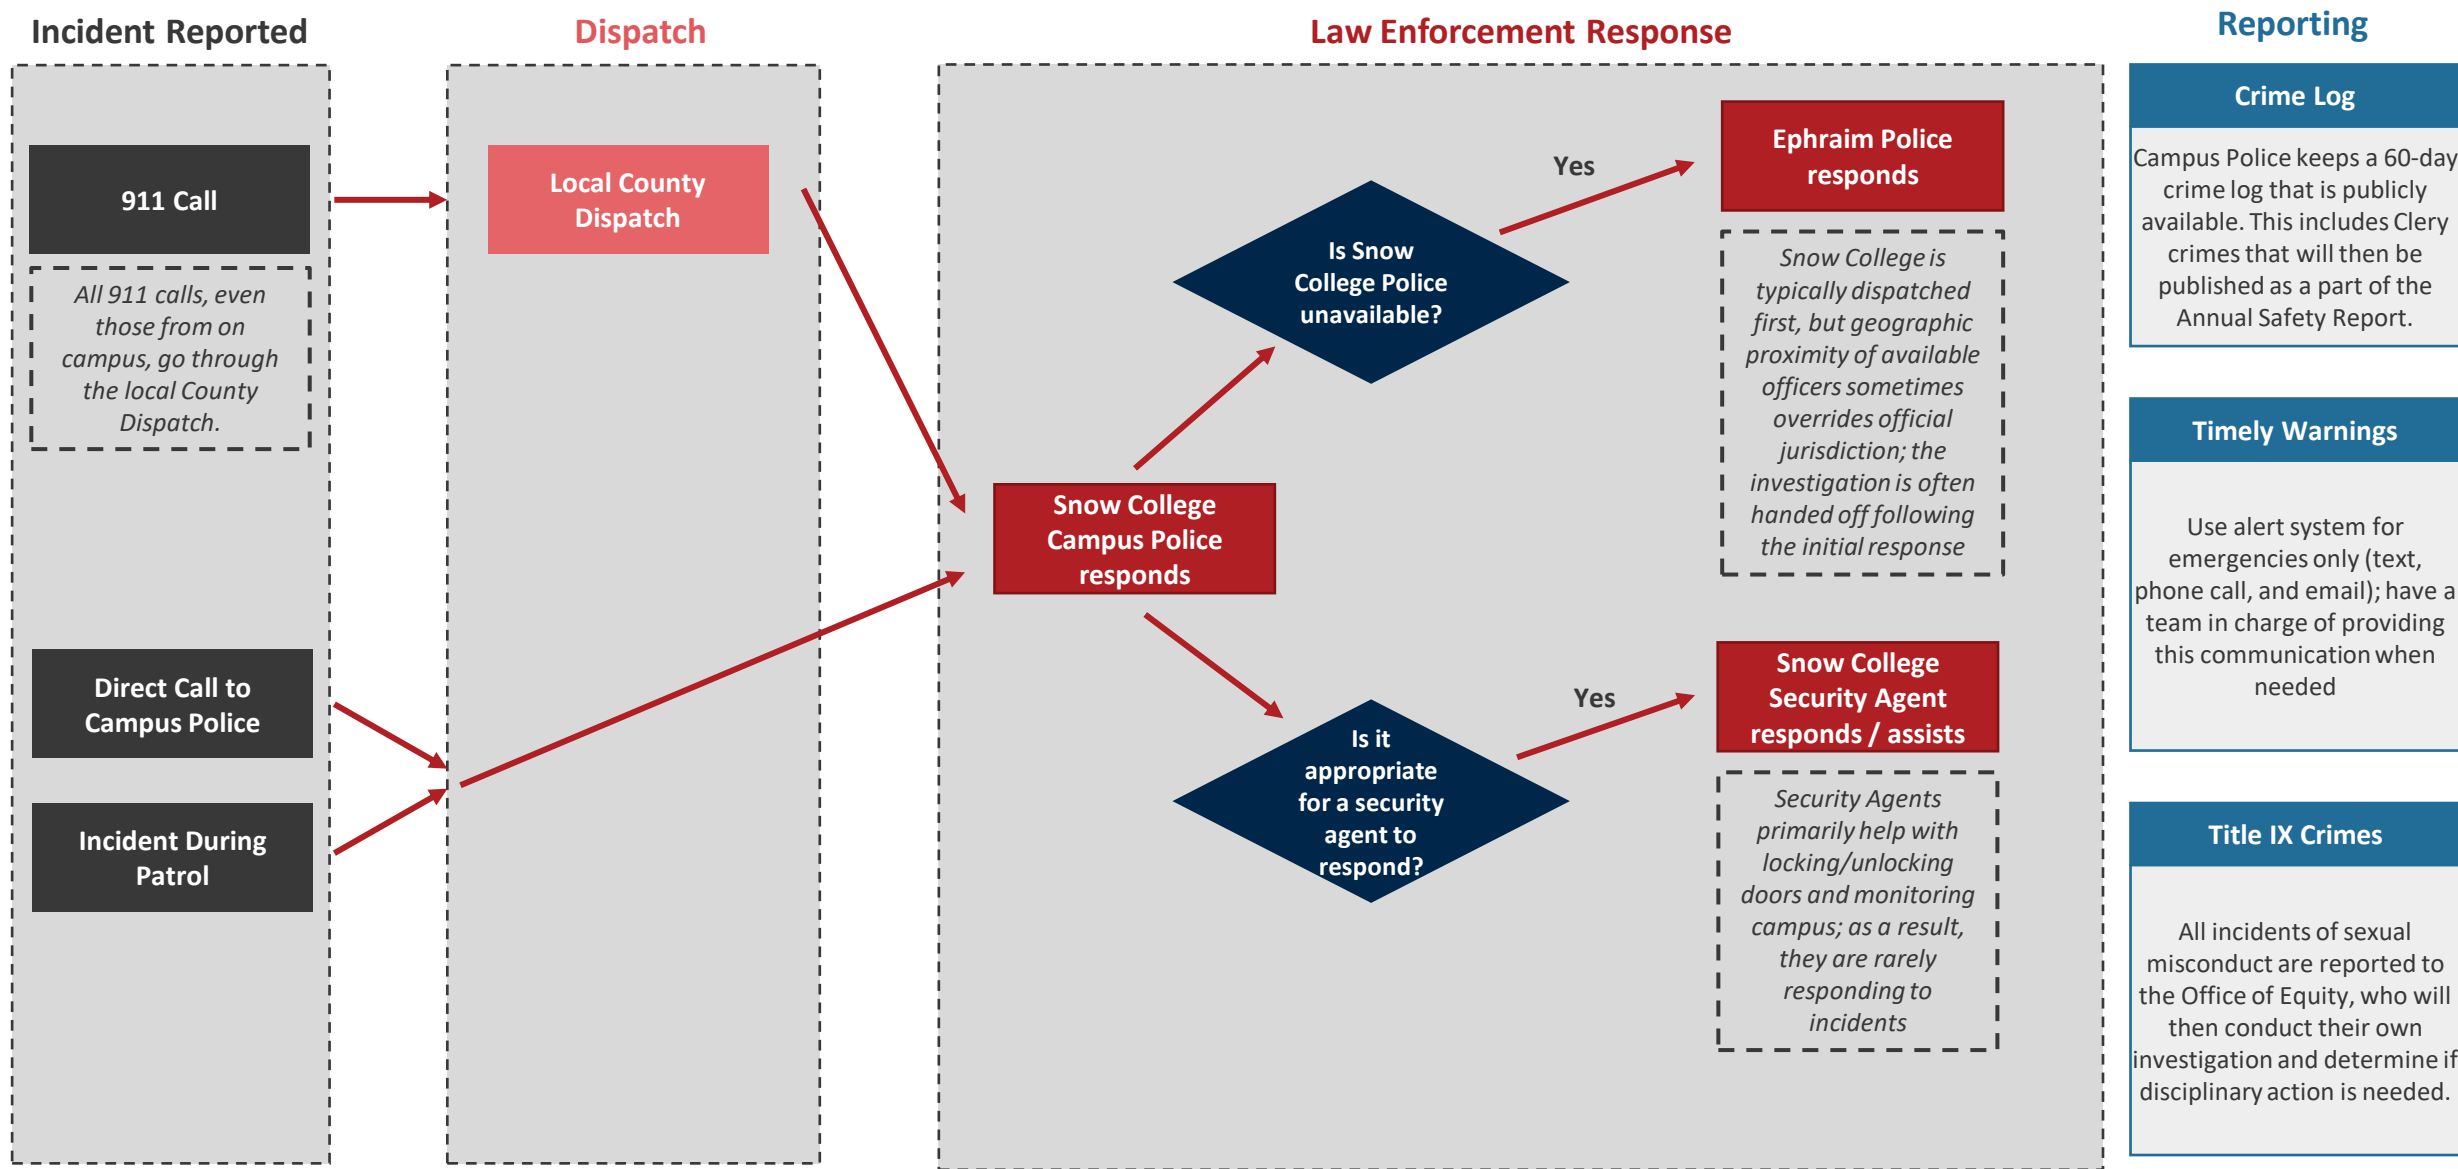 Incident Reported
911 Call
All 911 calls, even
those from on
campus, go through
the local County
Dispatch.
Direct Call to
Campus Police
Incident During
Patrol
Dispatch
Local County
Dispatch
Law Enforcement Response
Snow College
Campus Police
responds
Is Snow
College Police
unavailable?
Yes
Ephraim Police
responds
Snow College is
typically dispatched
first, but geographic
proximity of available
officers sometimes
overrides official
jurisdiction; the
investigation is often
handed off following
the initial response
Is it
appropriate
for a security
agent to
respond?
Yes
Snow College
Security Agent
responds / assists
Security Agents
primarily help with
locking/unlocking
doors and monitoring
campus; as a result,
they are rarely
responding to
incidents
Reporting
Crime Log
Campus Police keeps a 60-day
crime log that is publicly
available. This includes Clery
crimes that will then be
published as a part of the
Annual Safety Report.
Timely Warnings
Use alert system for
emergencies only (text,
phone call, and email); have a
team in charge of providing
this communication when
needed
Title IX Crimes
All incidents of sexual
misconduct are reported to
the Office of Equity, who will
then conduct their own
investigation and determine if
disciplinary action is needed.